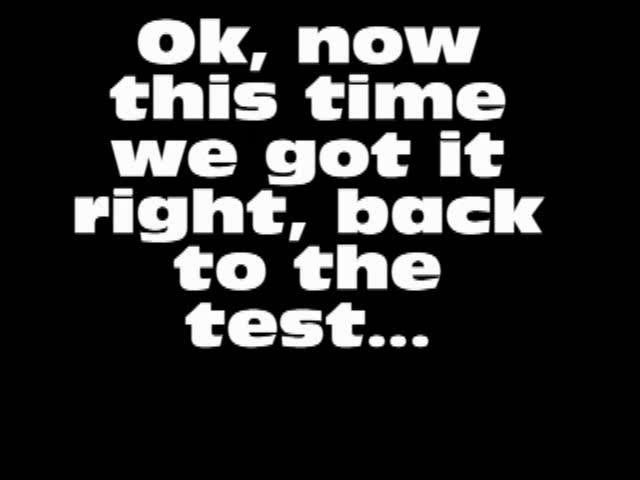 Ok, now
this time
we got it
right, back
to the
test...